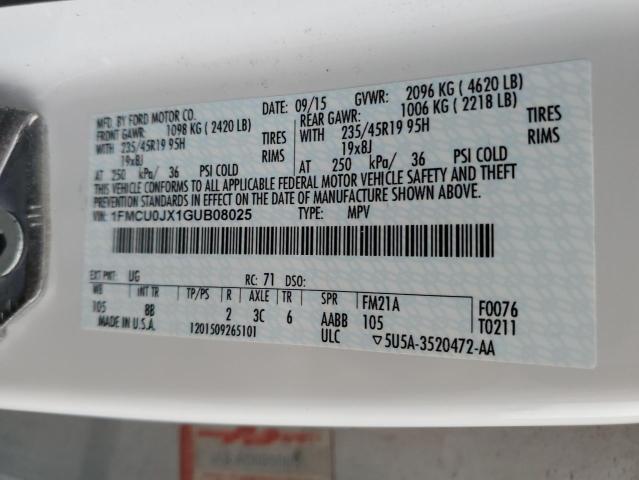 MFD. BY FORD MOTOR CO.
DATE: 09/15 GVWR: 2096 KG ( 4620 LB)
FRONT GAWR: 1098 KG ( 2420 LB)
REAR GAWR: 1006 KG ( 2218 LB)
WITH 235/45R19 95H TIRES
WITH 235/45R19 95H TIRES
19x8J RIMS
19x8J RIMS
AT 250 kPa/ 36 PSI COLD
AT 250 kPa/ 36 PSI COLD
THIS VEHICLE CONFORMS TO ALL APPLICABLE FEDERAL MOTOR VEHICLE SAFETY AND THEFT
PREVENTION STANDARDS IN EFFECT ON THE DATE OF MANUFACTURE SHOWN ABOVE.
VIN: 1FMCU0JX1GUB08025 TYPE: MPV
EXT PNT: UG RC: 71 DSO:
WB INT TR TP/PS R AXLE TR SPR FM21A F0076
105 8B 2 3C 6 AABB 105 T0211
MADE IN U.S.A. 1201509265101 ULC ▽5U5A-3520472-AA